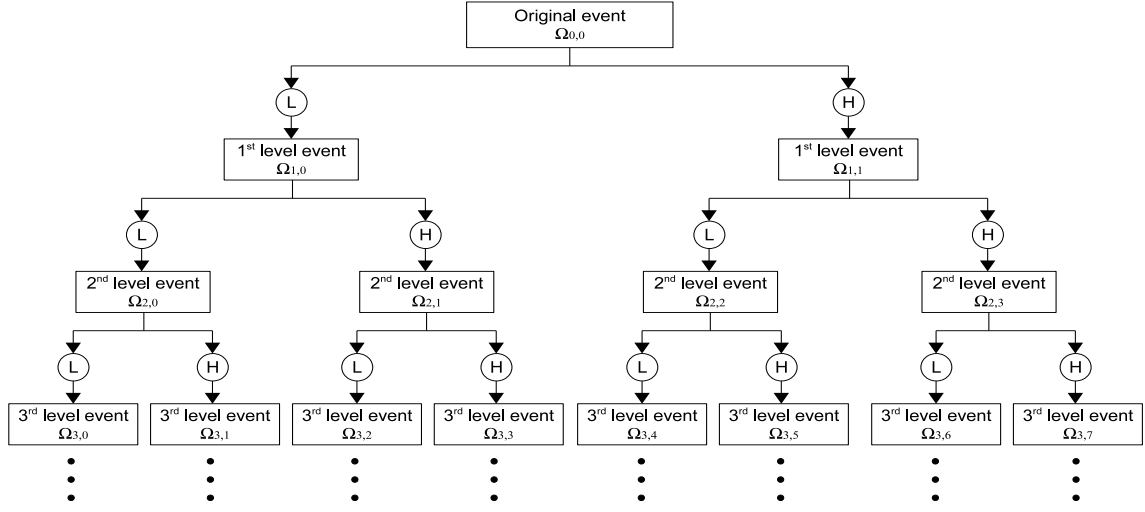 Original event
Ω0,0
L
H
1st level event
Ω1,0
1st level event
Ω1,1
L
H
L
H
2nd level event
Ω2,0
2nd level event
Ω2,1
2nd level event
Ω2,2
2nd level event
Ω2,3
L
H
L
H
L
H
L
H
3rd level event
Ω3,0
3rd level event
Ω3,1
3rd level event
Ω3,2
3rd level event
Ω3,3
3rd level event
Ω3,4
3rd level event
Ω3,5
3rd level event
Ω3,6
3rd level event
Ω3,7